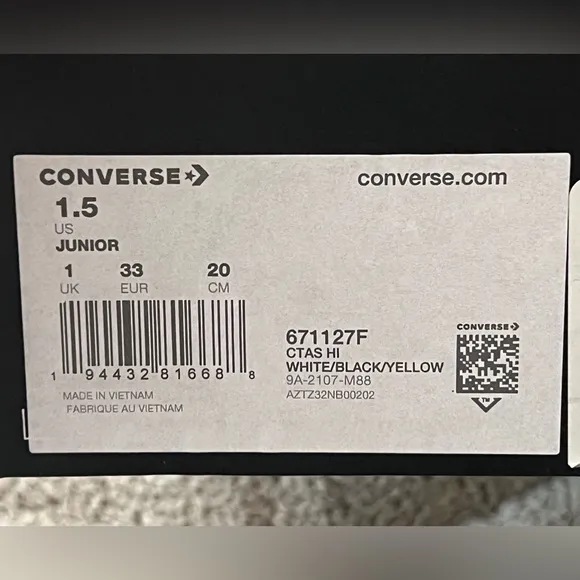 CONVERSE
converse.com
1.5
US
JUNIOR
1 33 20
UK EUR CM
1 94432 81668 8
MADE IN VIETNAM
FABRIQUE AU VIETNAM
671127F
CTAS HI
WHITE/BLACK/YELLOW
9A-2107-M88
AZTZ32NB00202
CONVERSE
TM